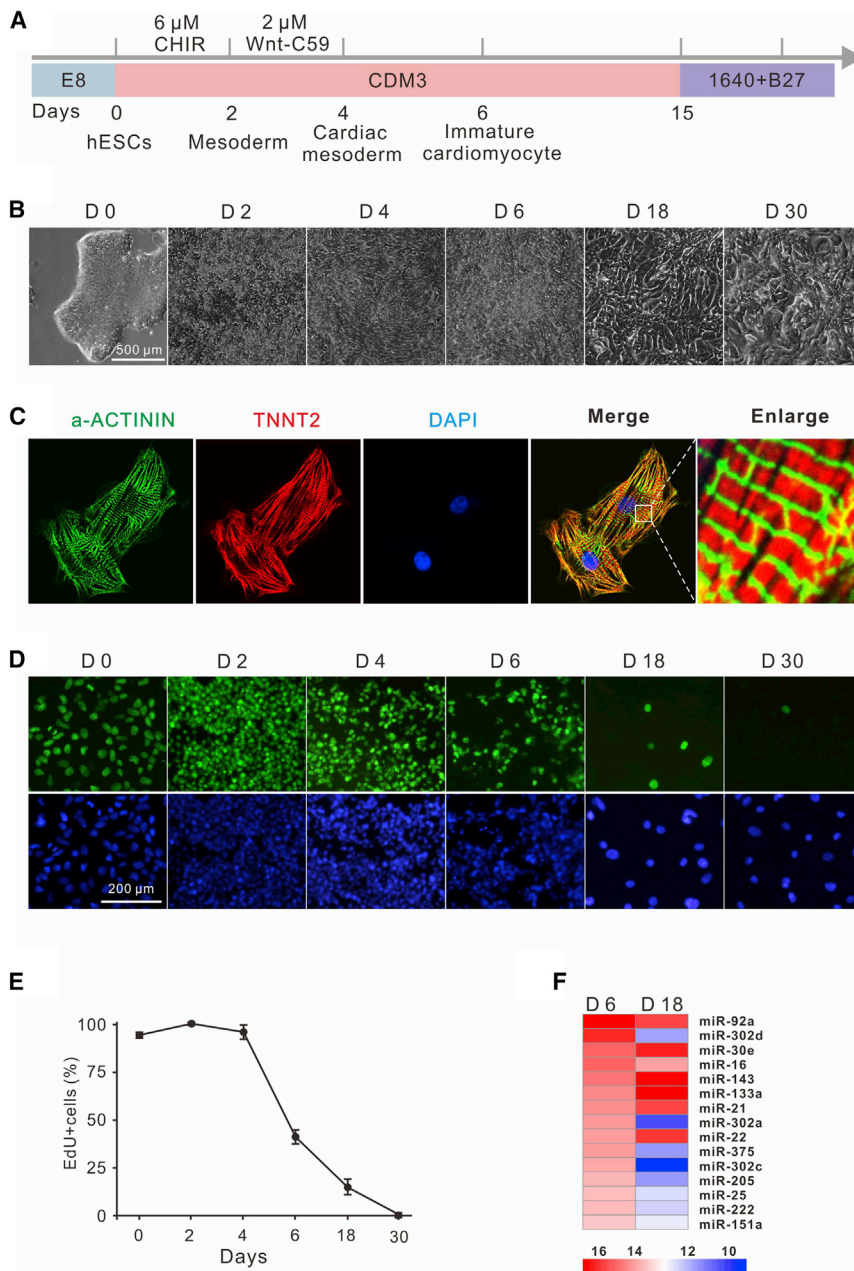 A
6 μM
CHIR
2 μM
Wnt-C59
E8
CDM3
1640+B27
Days
0
2
4
6
15
hESCs
Mesoderm
Cardiac
mesoderm
Immature
cardiomyocyte
B
D 0
D 2
D 4
D 6
D 18
D 30
500 μm
C
a-ACTININ
TNNT2
DAPI
Merge
Enlarge
D
D 0
D 2
D 4
D 6
D 18
D 30
200 μm
E
EdU+cells (%)
100
75
50
25
0
0
2
4
6
18
30
Days
F
D 6
D 18
miR-92a
miR-302d
miR-30e
miR-16
miR-143
miR-133a
miR-21
miR-302a
miR-22
miR-375
miR-302c
miR-205
miR-25
miR-222
miR-151a
16
14
12
10